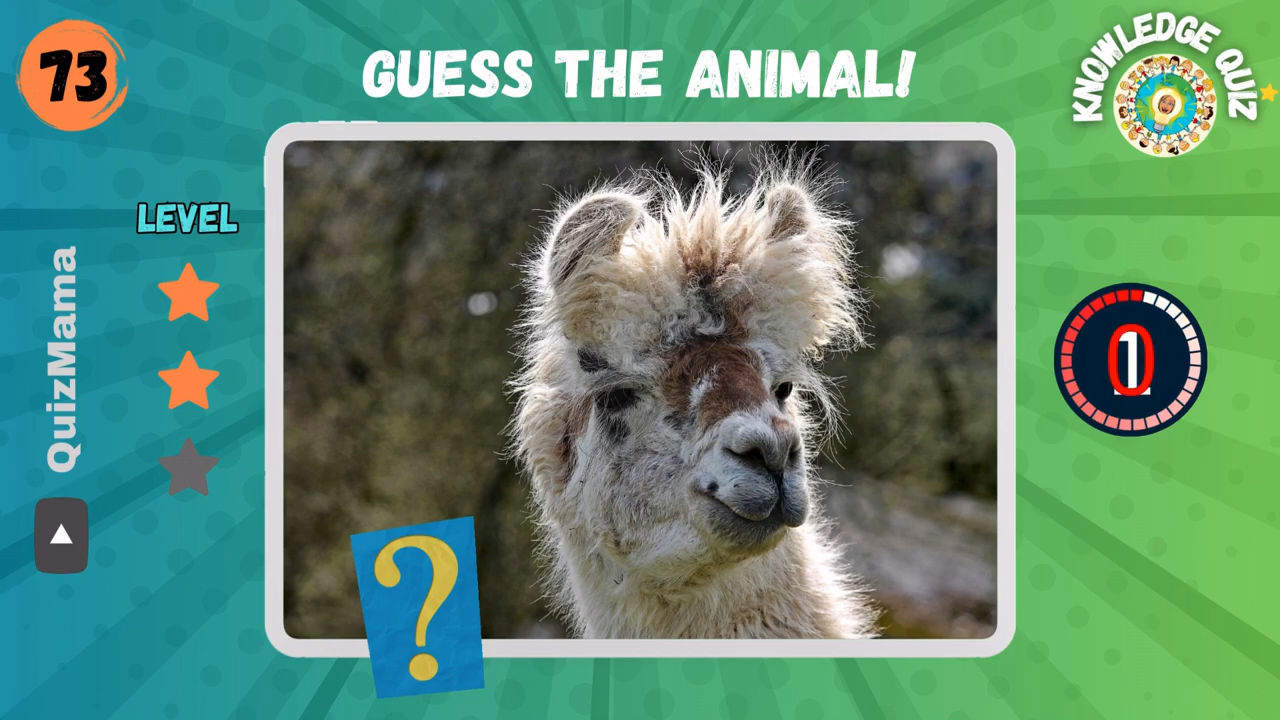 73
GUESS THE ANIMAL!
KNOWLEDGE QUIZ
LEVEL
QuizMama
?